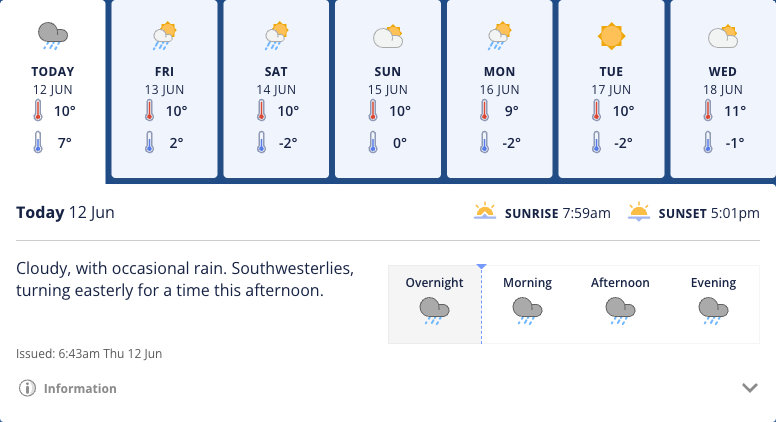 TODAY
12 JUN
10°
7°
FRI
13 JUN
10°
2°
SAT
14 JUN
10°
-2°
SUN
15 JUN
10°
0°
MON
16 JUN
9°
-2°
TUE
17 JUN
10°
-2°
WED
18 JUN
11°
-1°
Today 12 Jun
SUNRISE 7:59am
SUNSET 5:01pm
Cloudy, with occasional rain. Southwesterlies,
turning easterly for a time this afternoon.
Overnight
Morning
Afternoon
Evening
Issued: 6:43am Thu 12 Jun
Information